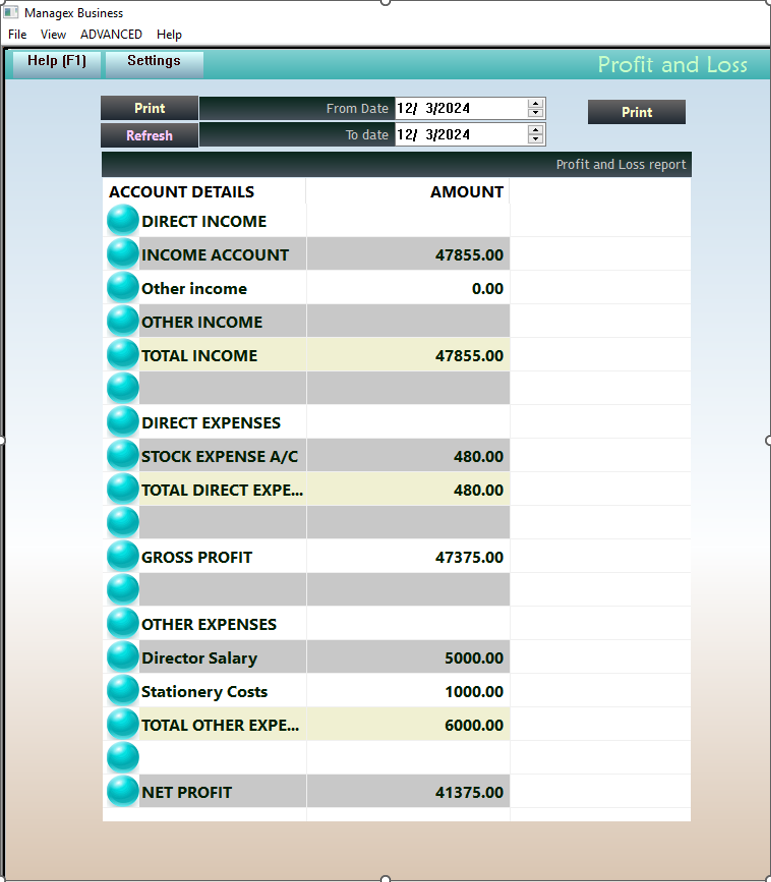 Managex Business
File View ADVANCED Help
Help (F1) Settings Profit and Loss
Print From Date 12/ 3/2024 Print
Refresh To date 12/ 3/2024
Profit and Loss report
ACCOUNT DETAILS AMOUNT
DIRECT INCOME
INCOME ACCOUNT 47855.00
Other income 0.00
OTHER INCOME
TOTAL INCOME 47855.00
DIRECT EXPENSES
STOCK EXPENSE A/C 480.00
TOTAL DIRECT EXPE... 480.00
GROSS PROFIT 47375.00
OTHER EXPENSES
Director Salary 5000.00
Stationery Costs 1000.00
TOTAL OTHER EXPE... 6000.00
NET PROFIT 41375.00